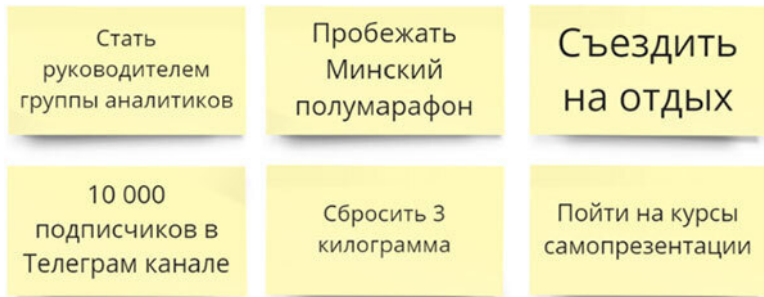 Стать
руководителем
группы аналитиков
Пробежать
Минский
полумарафон
Съездить
на отдых
10 000
подписчиков в
Телеграм канале
Сбросить 3
килограмма
Пойти на курсы
самопрезентации